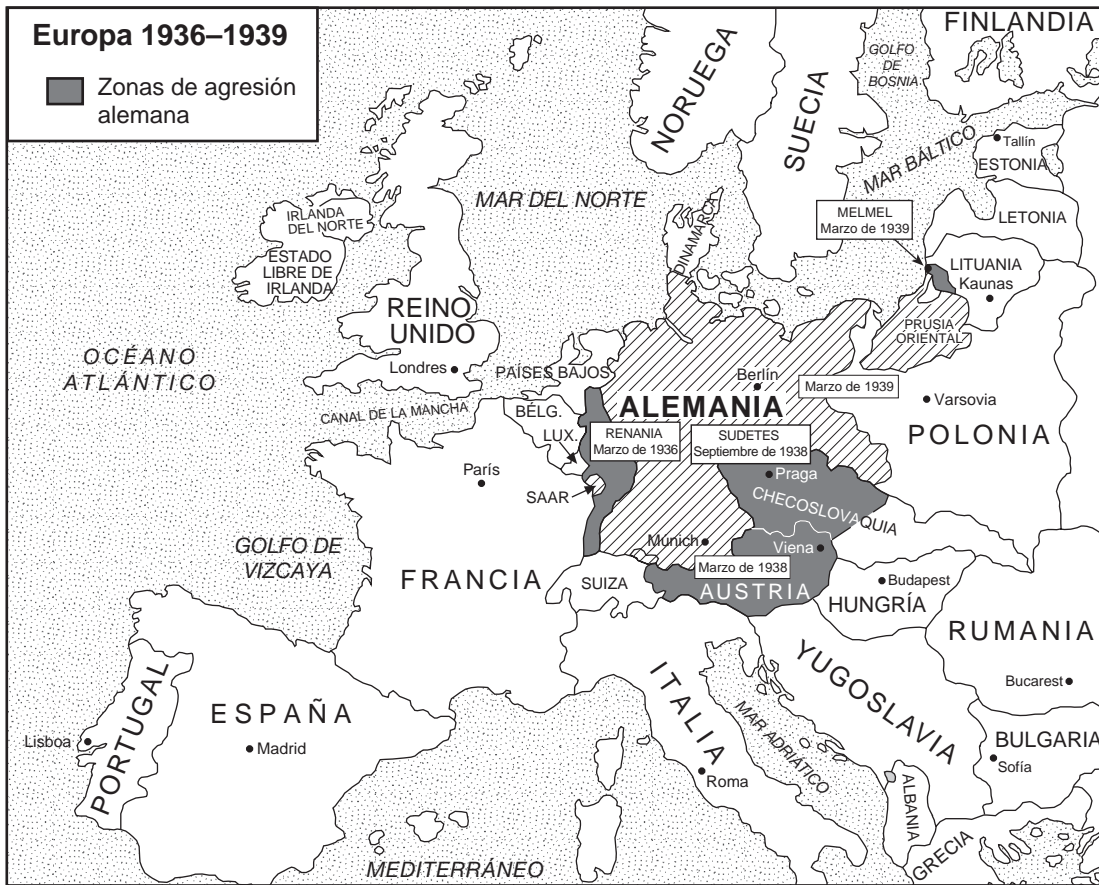 Europa 1936–1939
Zonas de agresión
alemana
FINLANDIA
GOLFO
DE
BOSNIA
NORUEGA
SUECIA
MAR BÁLTICO
Tallín
ESTONIA
MAR DEL NORTE
DINAMARCA
MELMEL
Marzo de 1939
LETONIA
LITUANIA
Kaunas
IRLANDA
DEL NORTE
ESTADO
LIBRE DE
IRLANDA
REINO
UNIDO
PRUSIA
ORIENTAL
OCÉANO
ATLÁNTICO
Londres
PAÍSES BAJOS
Berlín
Marzo de 1939
Varsovia
CANAL DE LA MANCHA
BÉLG.
ALEMANIA
POLONIA
LUX.
RENANIA
Marzo de 1936
SUDETES
Septiembre de 1938
París
Praga
SAAR
CHECOSLOVAQUIA
GOLFO DE
VIZCAYA
Munich
Viena
Marzo de 1938
FRANCIA
SUIZA
AUSTRIA
Budapest
HUNGRÍA
RUMANIA
PORTUGAL
ESPAÑA
ITALIA
YUGOSLAVIA
Bucarest
Lisboa
Madrid
MAR ADRIÁTICO
BULGARIA
Sofía
Roma
ALBANIA
GRECIA
MEDITERRÁNEO